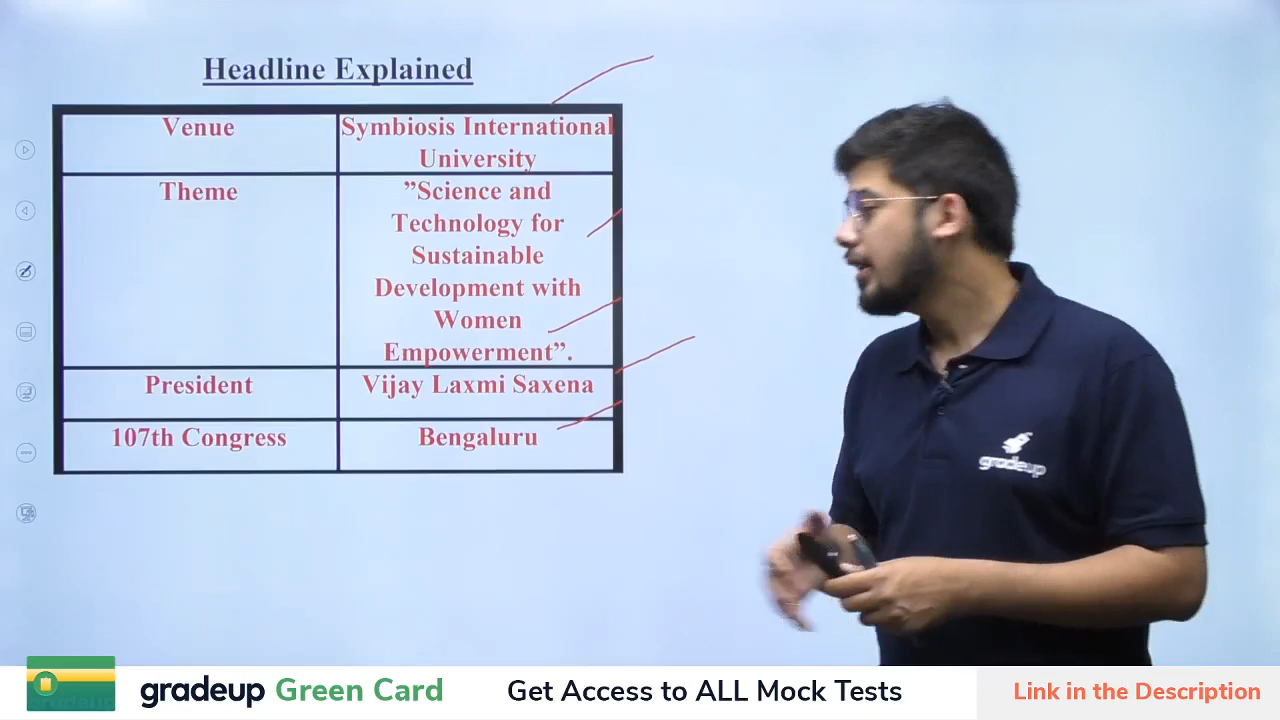 Headline Explained
Venue
Symbiosis International
University
Theme
”Science and
Technology for
Sustainable
Development with
Women
Empowerment”.
President
Vijay Laxmi Saxena
107th Congress
Bengaluru
gradeup
gradeup Green Card
Get Access to ALL Mock Tests
Link in the Description